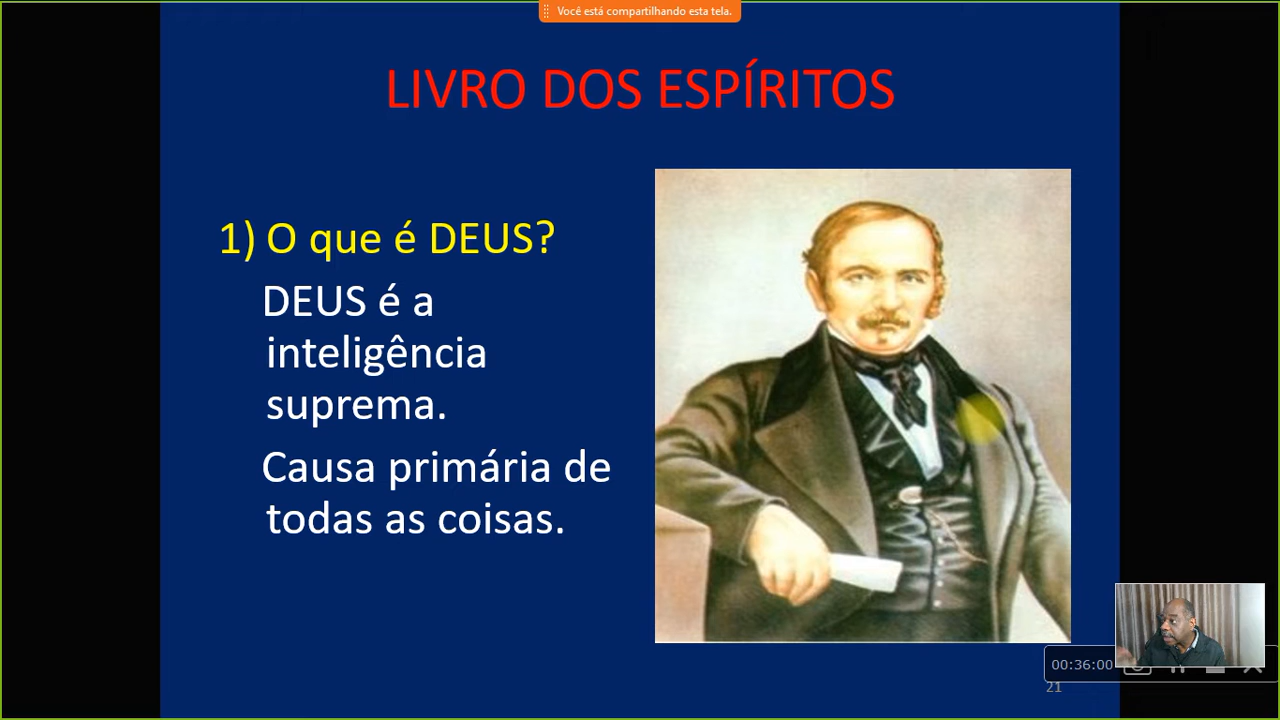 Você está compartilhando esta tela.
LIVRO DOS ESPÍRITOS
1) O que é DEUS?
DEUS é a
inteligência
suprema.
Causa primária de
todas as coisas.
00:36:00
21